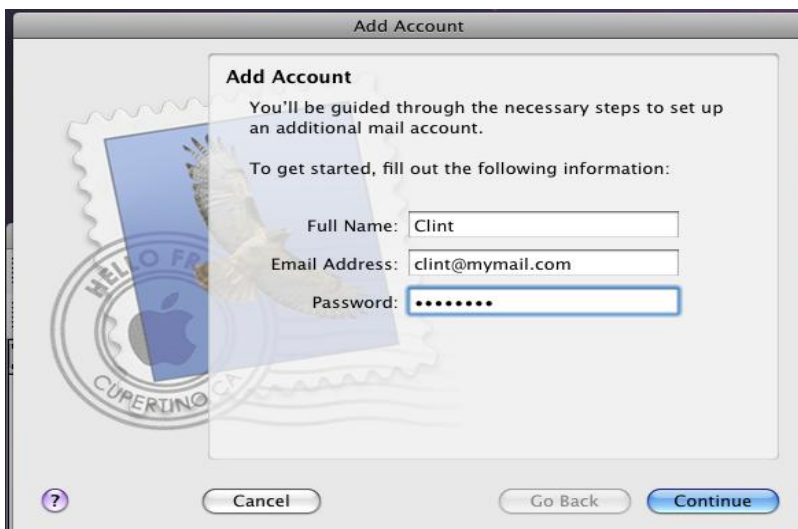 Add Account
Add Account
You'll be guided through the necessary steps to set up
an additional mail account.
To get started, fill out the following information:
Full Name: Clint
Email Address: clint@mymail.com
Password: ••••••••
HELLO FR
CUPERTINO CA
? Cancel Go Back Continue